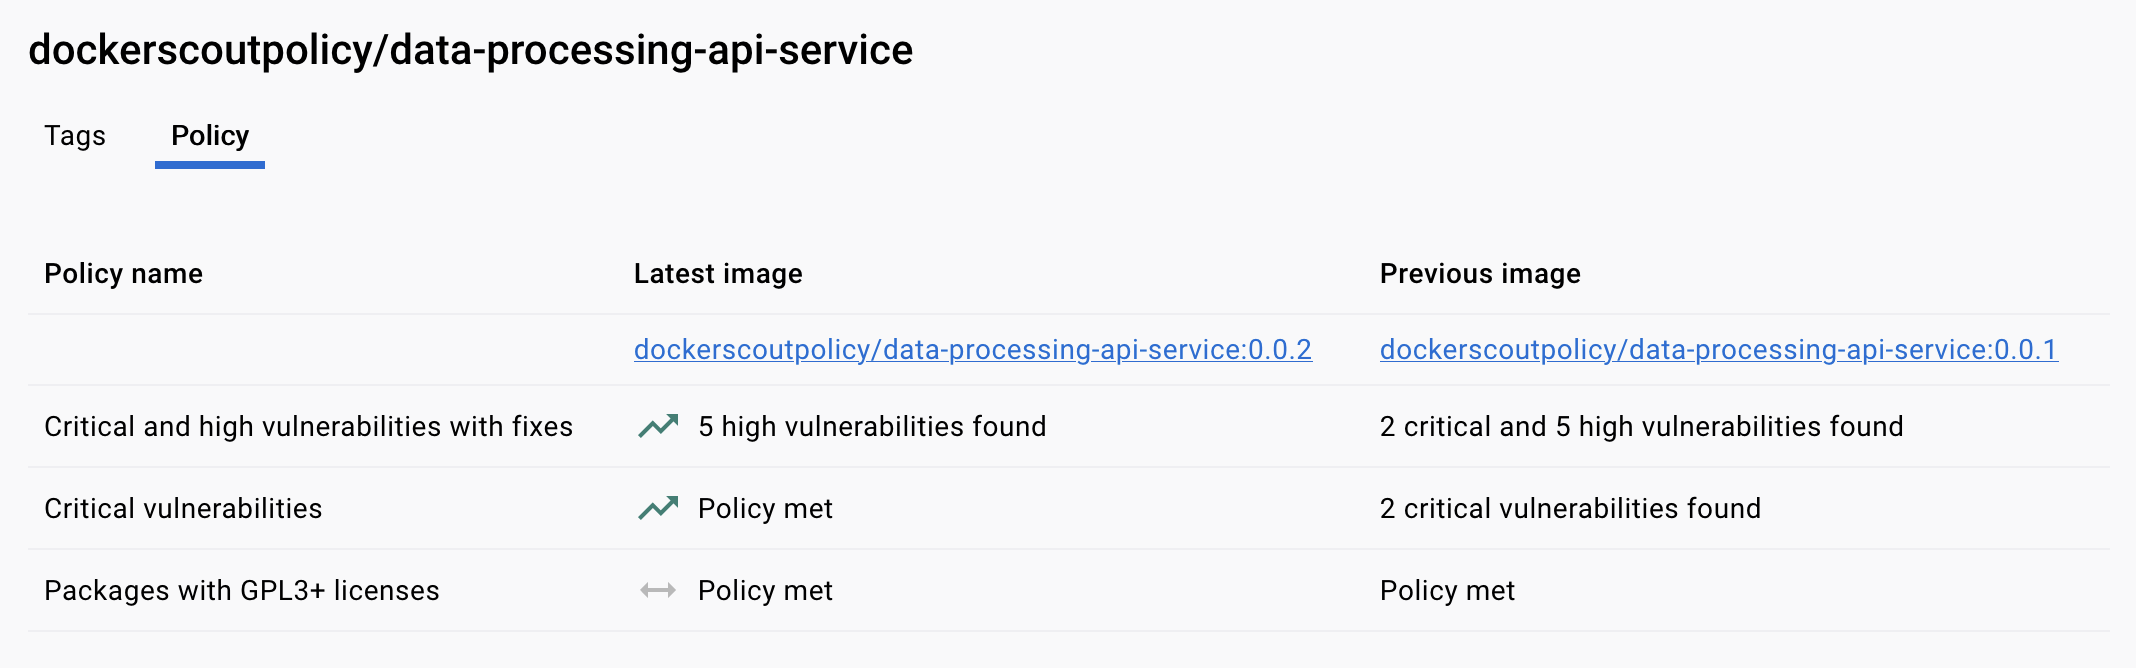 dockerscoutpolicy/data-processing-api-service
Tags Policy
Policy name Latest image Previous image
dockerscoutpolicy/data-processing-api-service:0.0.2 dockerscoutpolicy/data-processing-api-service:0.0.1
Critical and high vulnerabilities with fixes 5 high vulnerabilities found 2 critical and 5 high vulnerabilities found
Critical vulnerabilities Policy met 2 critical vulnerabilities found
Packages with GPL3+ licenses Policy met Policy met